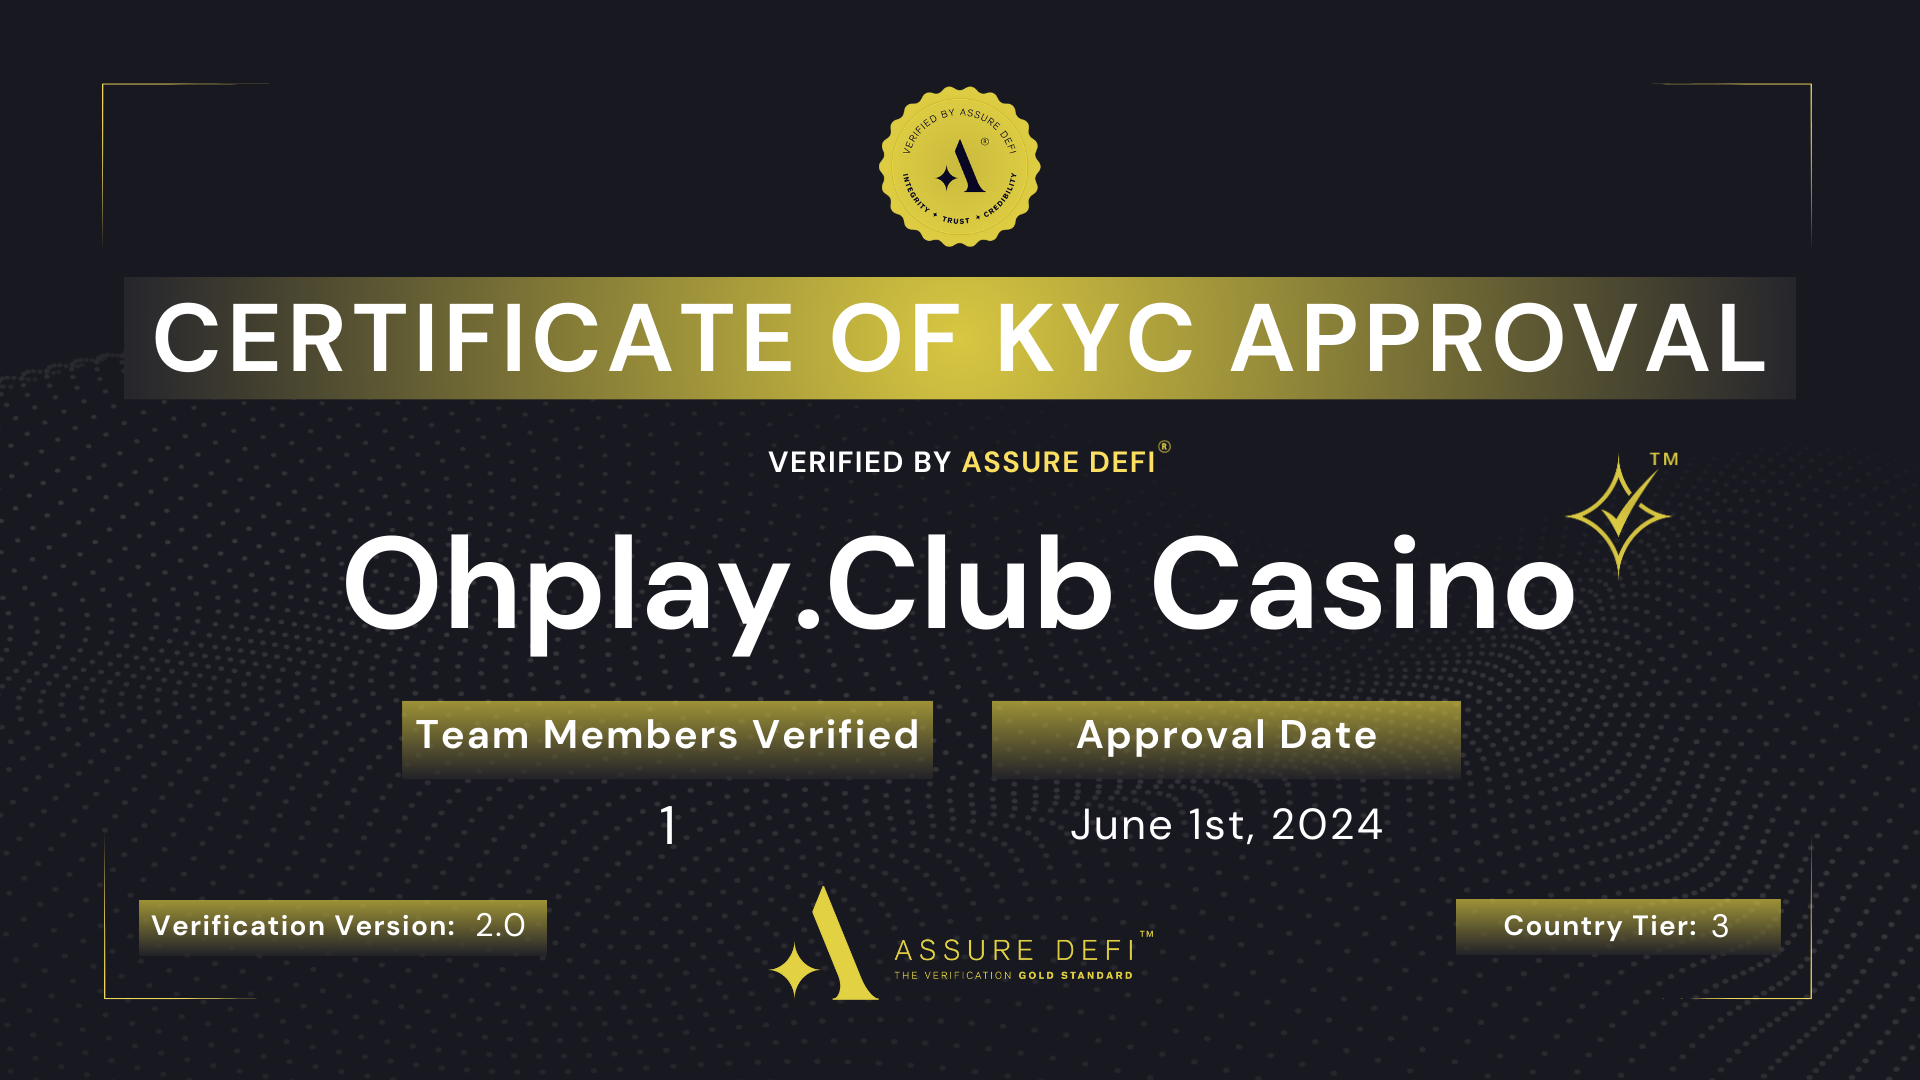 VERIFIED BY ASSURE DEFI
A®
INTEGRITY ✦ TRUST ✦ CREDIBILITY
CERTIFICATE OF KYC APPROVAL
VERIFIED BY ASSURE DEFI®
TM
Ohplay.Club Casino
Team Members Verified
Approval Date
1
June 1st, 2024
Verification Version: 2.0
ASSURE DEFI™
THE VERIFICATION GOLD STANDARD
Country Tier: 3